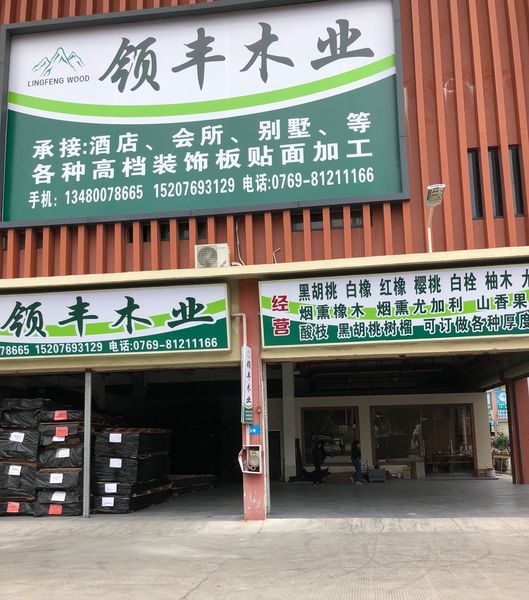 LINGFENG WOOD
领丰木业
承接:酒店、会所、别墅、等
各种高档装饰板贴面加工
手机: 13480078665 15207693129 电话:0769-81211166
领丰木业
78665 15207693129 电话:0769-81211166
经营
黑胡桃 白橡 红橡 樱桃 白栓 柚木
烟熏橡木 烟熏尤加利 山香果
酸枝 黑胡桃树榴 可订做各种厚度
领丰木业